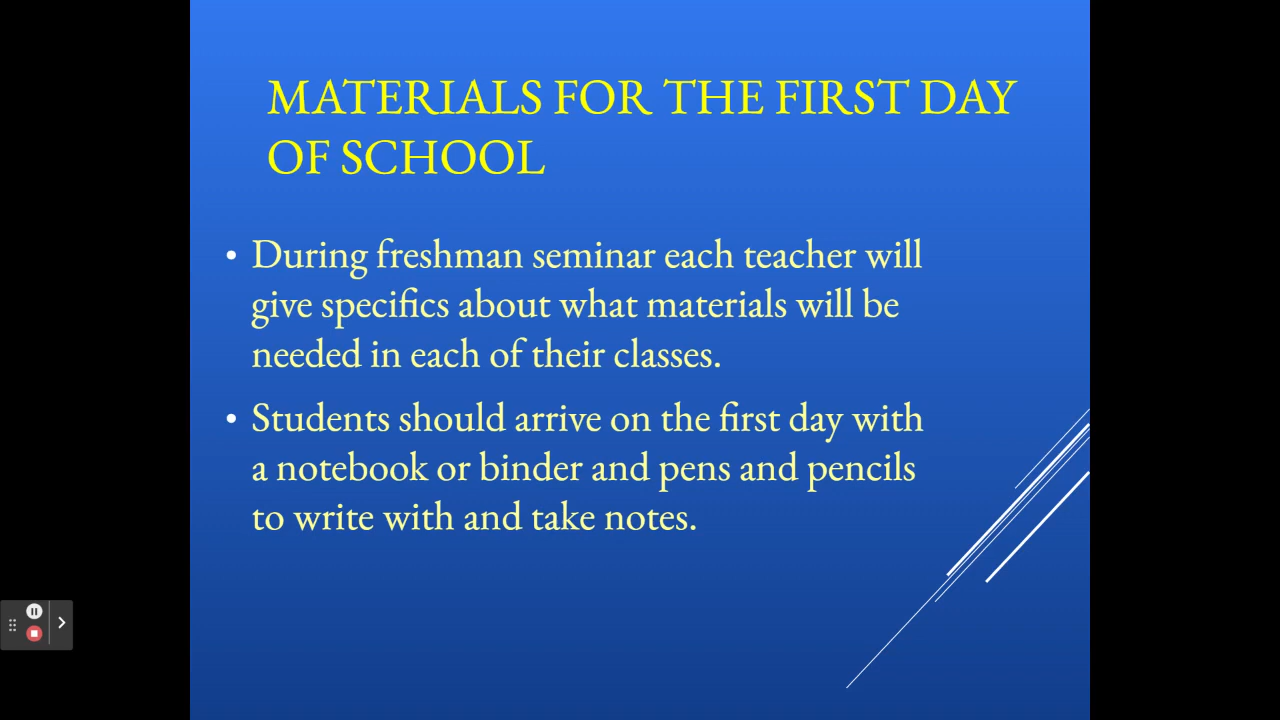 MATERIALS FOR THE FIRST DAY
OF SCHOOL
• During freshman seminar each teacher will
give specifics about what materials will be
needed in each of their classes.
• Students should arrive on the first day with
a notebook or binder and pens and pencils
to write with and take notes.